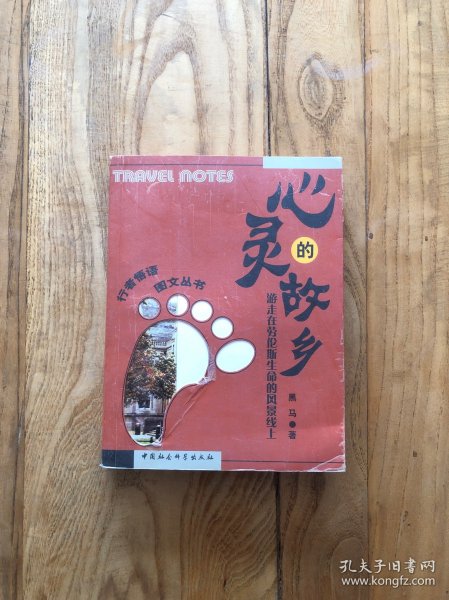 TRAVEL NOTES
心灵的故乡
游走在劳伦斯生命的风景线上
黑马 著
行者悟语
图文丛书
中国社会科学出版社
孔夫子旧书网
www.kongfz.com